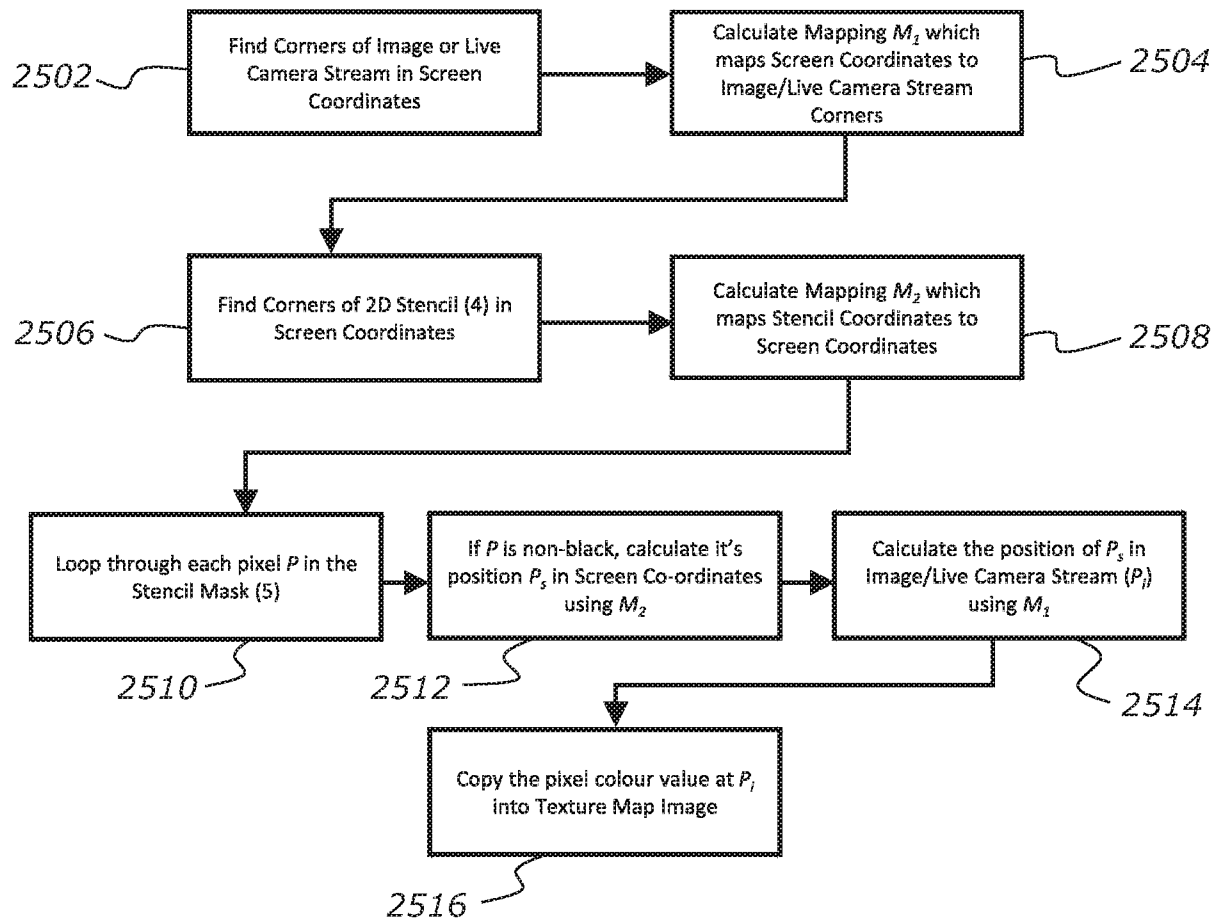 Find Corners of Image or Live
Camera Stream in Screen
Coordinates
2502
Calculate Mapping M1 which
maps Screen Coordinates to
Image/Live Camera Stream
Corners
2504
Find Corners of 2D Stencil (4) in
Screen Coordinates
2506
Calculate Mapping M2 which
maps Stencil Coordinates to
Screen Coordinates
2508
Loop through each pixel P in the
Stencil Mask (5)
2510
If P is non-black, calculate it's
position Ps in Screen Co-ordinates
using M2
2512
Calculate the position of Ps in
Image/Live Camera Stream (Pi)
using M1
2514
Copy the pixel colour value at Pi
into Texture Map Image
2516